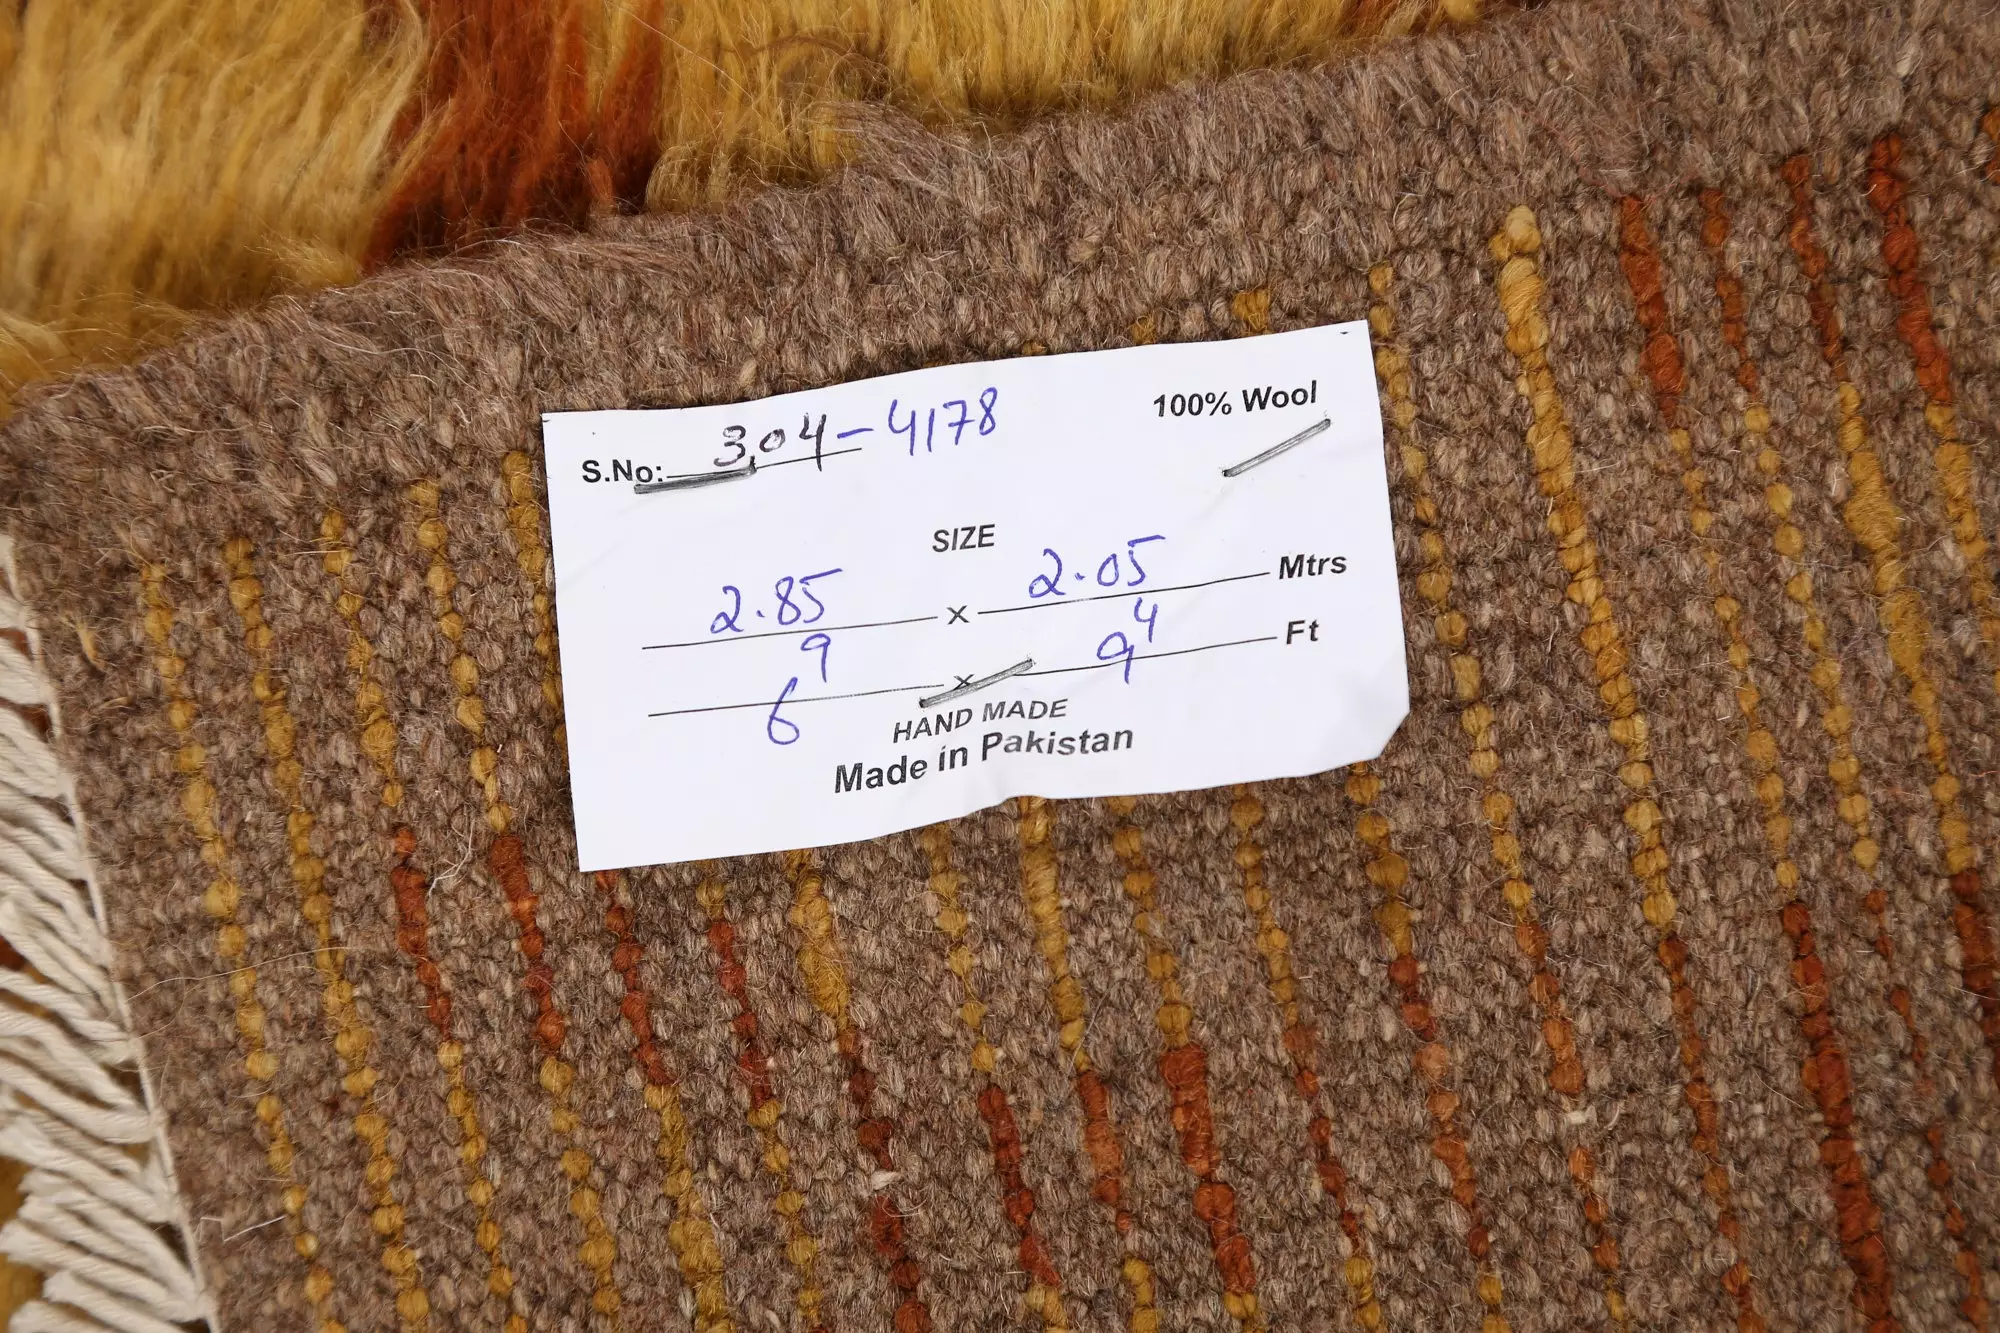 S.No: 304-4178 100% Wool
SIZE
2.85 x 2.05 Mtrs
6 9 x 9 4 Ft
HAND MADE
Made in Pakistan